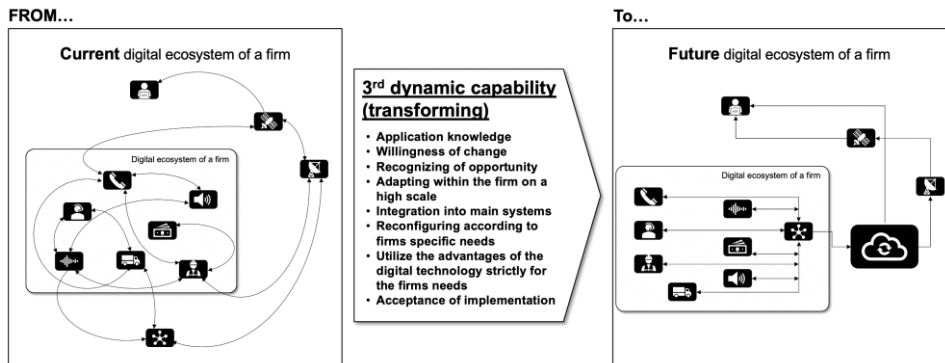 FROM...
Current digital ecosystem of a firm
Digital ecosystem of a firm
3rd dynamic capability
(transforming)
• Application knowledge
• Willingness of change
• Recognizing of opportunity
• Adapting within the firm on a
high scale
• Integration into main systems
• Reconfiguring according to
firms specific needs
• Utilize the advantages of the
digital technology strictly for
the firms needs
• Acceptance of implementation
To...
Future digital ecosystem of a firm
Digital ecosystem of a firm